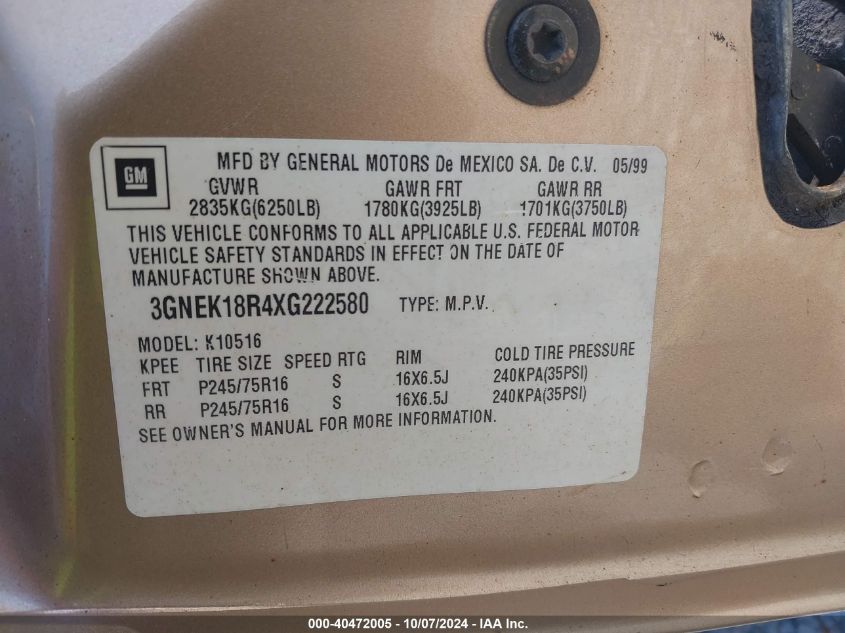 GM
MFD BY GENERAL MOTORS De MEXICO SA. De C.V. 05/99
GVWR GAWR FRT GAWR RR
2835KG(6250LB) 1780KG(3925LB) 1701KG(3750LB)
THIS VEHICLE CONFORMS TO ALL APPLICABLE U.S. FEDERAL MOTOR
VEHICLE SAFETY STANDARDS IN EFFECT ON THE DATE OF
MANUFACTURE SHOWN ABOVE.
3GNEK18R4XG222580 TYPE: M.P.V.
MODEL: K10516
KPEE TIRE SIZE SPEED RTG RIM COLD TIRE PRESSURE
FRT P245/75R16 S 16X6.5J 240KPA(35PSI)
RR P245/75R16 S 16X6.5J 240KPA(35PSI)
SEE OWNER'S MANUAL FOR MORE INFORMATION.
000-40472005 - 10/07/2024 - IAA Inc.